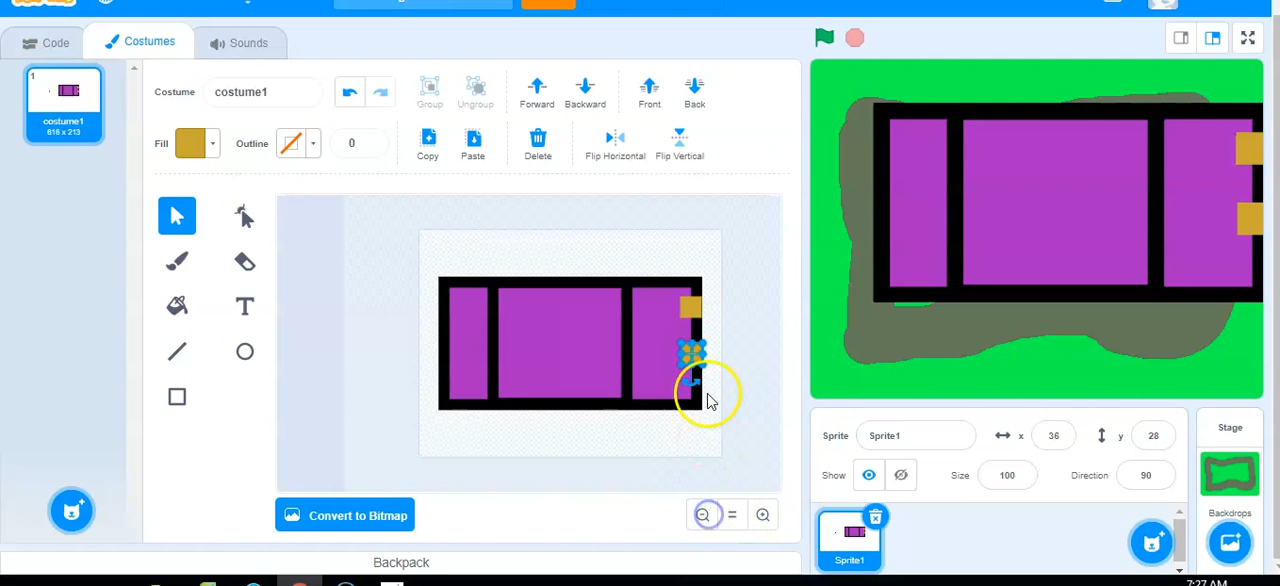 Code
Costumes
Sounds
1
costume1
616 x 213
Costume
costume1
Group
Ungroup
Forward
Backward
Front
Back
Fill
Outline
0
Copy
Paste
Delete
Flip Horizontal
Flip Vertical
T
Convert to Bitmap
Backpack
Sprite
Sprite1
x
36
y
28
Show
Size
100
Direction
90
Sprite1
Stage
Backdrops
7:27 AM